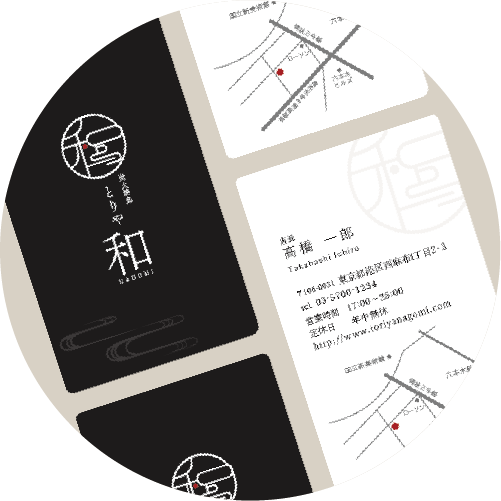 炭火焼鳥
とりや
和
NAGOMI
国立新美術館
六本
ローソン
六本木
ヒルズ
店長
高橋 一郎
Takahashi Ichiro
〒106-0031 東京都港区西麻布1丁目2-3
tel 03-5700-1234
営業時間 17:00~25:00
定休日 年中無休
http://www.toriyanagomi.com
国立新美術館
六本木
ローソン